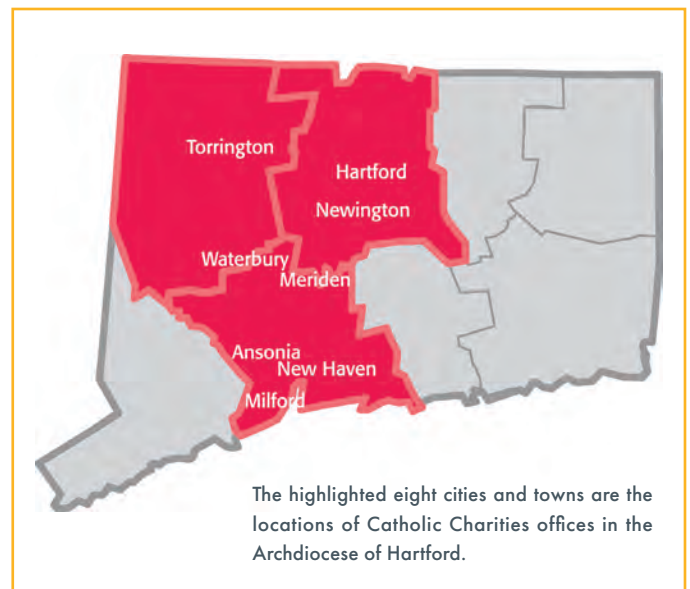 Torrington
Hartford
Newington
Waterbury
Meriden
Ansonia
New Haven
Milford
The highlighted eight cities and towns are the
locations of Catholic Charities offices in the
Archdiocese of Hartford.